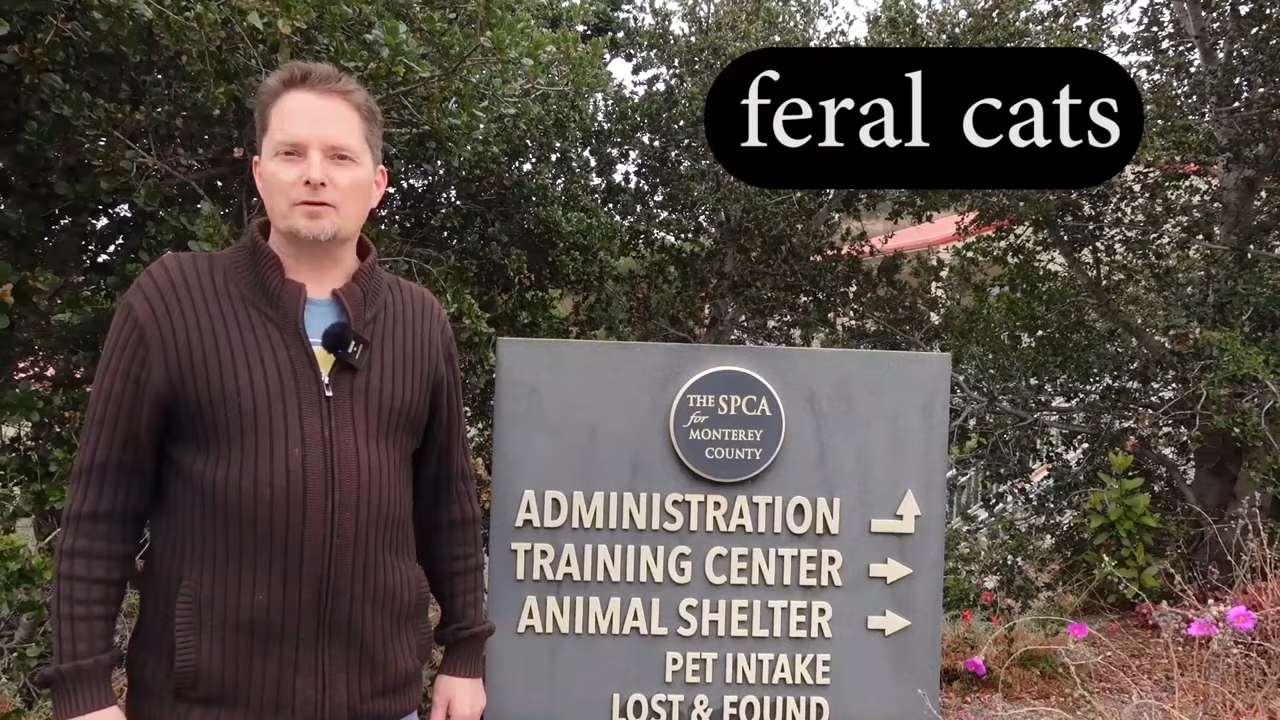 feral cats
THE SPCA
for
MONTEREY
COUNTY
ADMINISTRATION
TRAINING CENTER
ANIMAL SHELTER
PET INTAKE
LOST & FOUND